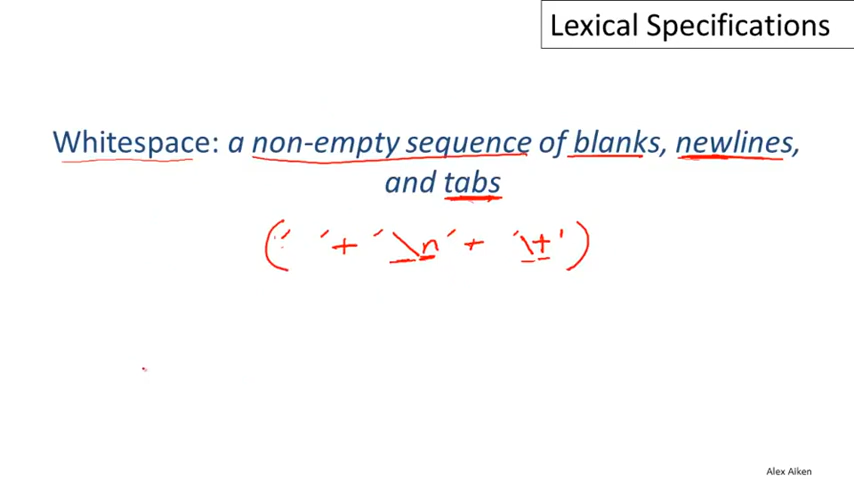 Lexical Specifications
Whitespace: a non-empty sequence of blanks, newlines,
and tabs
(' ' + '\n' + '\t')
Alex Aiken